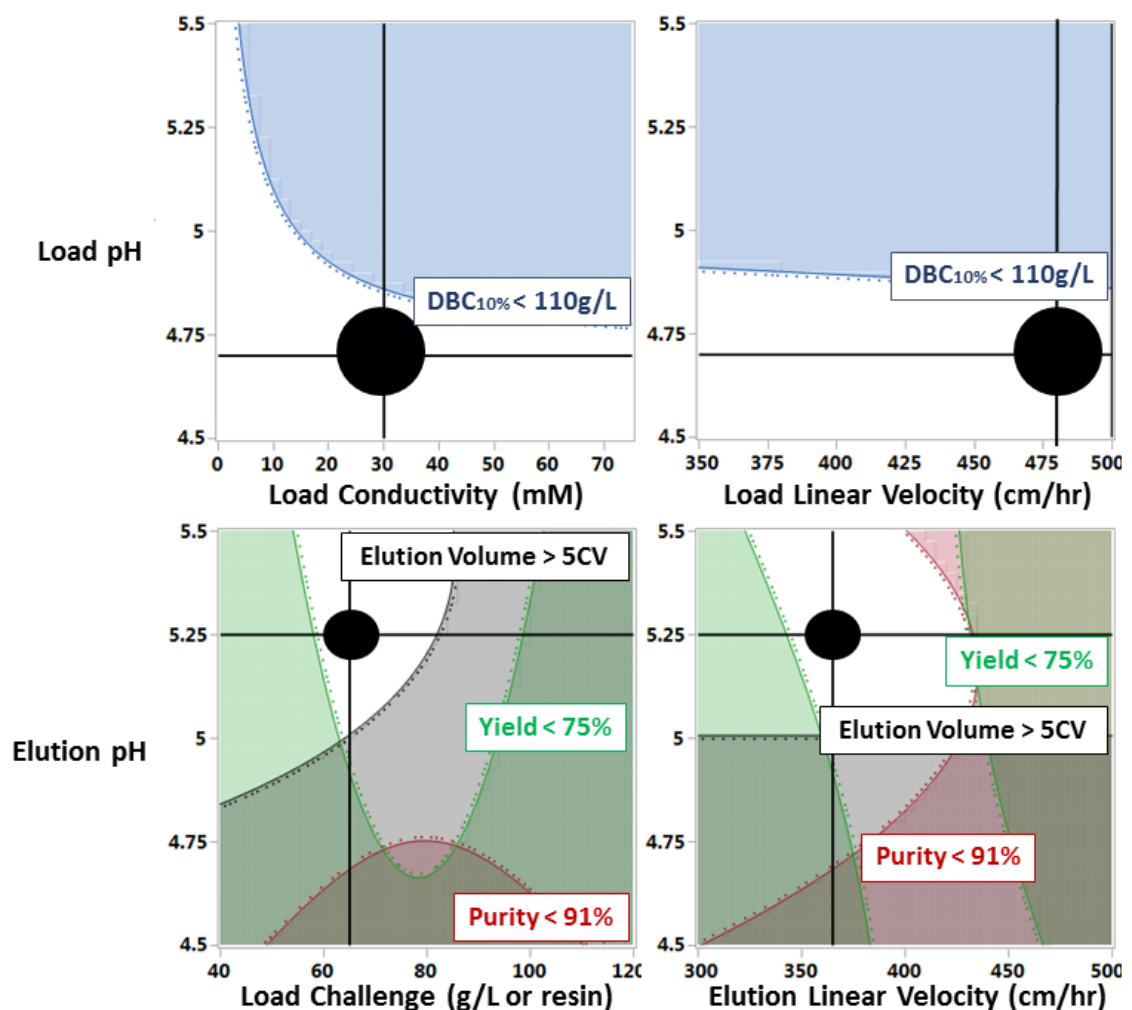 5.5
5.25
5
4.75
4.5
Load pH
DBC10% < 110g/L
0 10 20 30 40 50 60 70
Load Conductivity (mM)
5.5
5.25
5
4.75
4.5
DBC10% < 110g/L
350 375 400 425 450 475 500
Load Linear Velocity (cm/hr)
5.5
5.25
5
4.75
4.5
Elution pH
Elution Volume > 5CV
Yield < 75%
Purity < 91%
40 60 80 100 120
Load Challenge (g/L or resin)
5.5
5.25
5
4.75
4.5
Yield < 75%
Elution Volume > 5CV
Purity < 91%
300 350 400 450 500
Elution Linear Velocity (cm/hr)